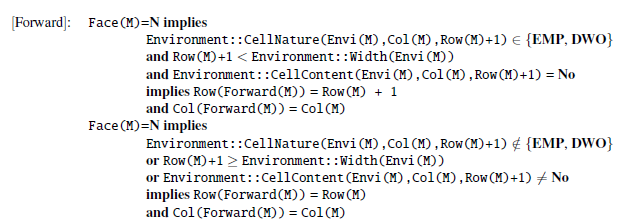 [Forward]: Face(M)=N implies
Environment::CellNature(Envi(M),Col(M),Row(M)+1) ∈ {EMP, DWO}
and Row(M)+1 < Environment::Width(Envi(M))
and Environment::CellContent(Envi(M),Col(M),Row(M)+1) = No
implies Row(Forward(M)) = Row(M) + 1
and Col(Forward(M)) = Col(M)
Face(M)=N implies
Environment::CellNature(Envi(M),Col(M),Row(M)+1) ∉ {EMP, DWO}
or Row(M)+1 ≥ Environment::Width(Envi(M))
or Environment::CellContent(Envi(M),Col(M),Row(M)+1) ≠ No
implies Row(Forward(M)) = Row(M)
and Col(Forward(M)) = Col(M)